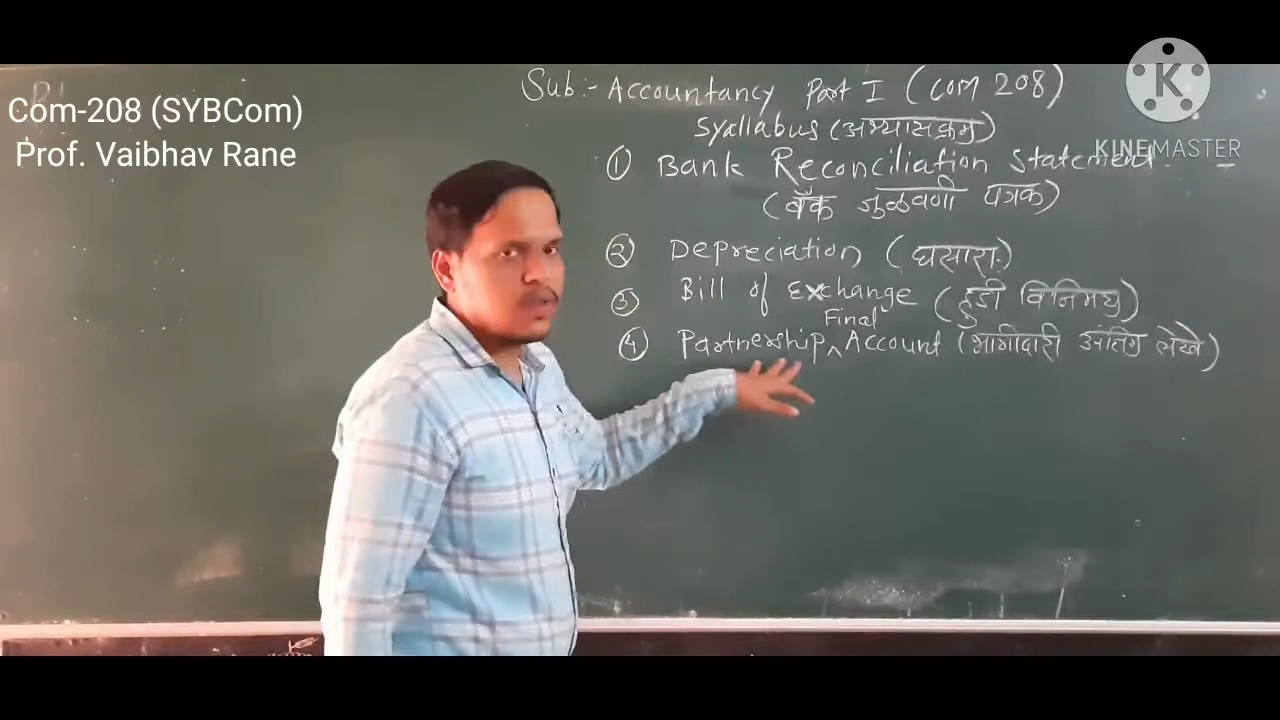 Com-208 (SYBCom)
Prof. Vaibhav Rane
K
KINEMASTER
Sub:- Accountancy Part I (com 208)
Syallabus (अभ्यासक्रम)
① Bank Reconciliation Statement
(बँक जुळवणी पत्रक)
② Depreciation (घसारा.)
③ Bill of Exchange (हुंडी विनिमय)
Final
④ Partnership ^ Account (भागीदारी अंतिम लेखे)